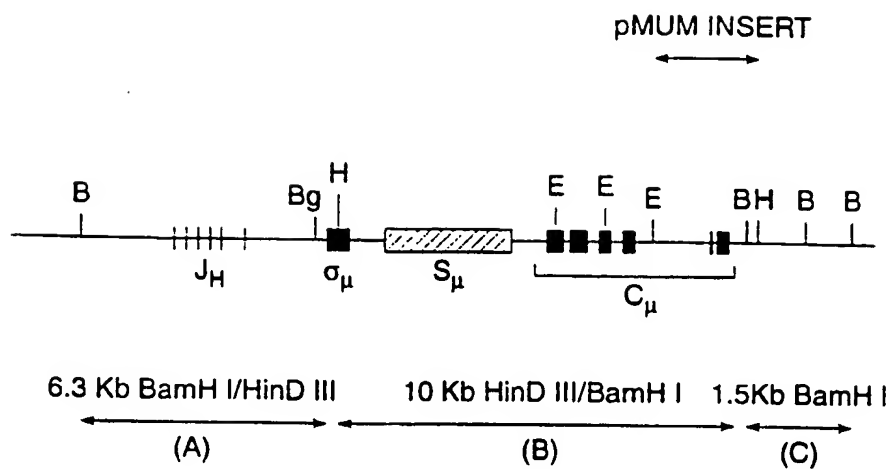 pMUM INSERT
B Bg H E E E B H B B
J_H σ_μ S_μ C_μ
6.3 Kb BamH I/HinD III 10 Kb HinD III/BamH I 1.5Kb BamH I
(A) (B) (C)